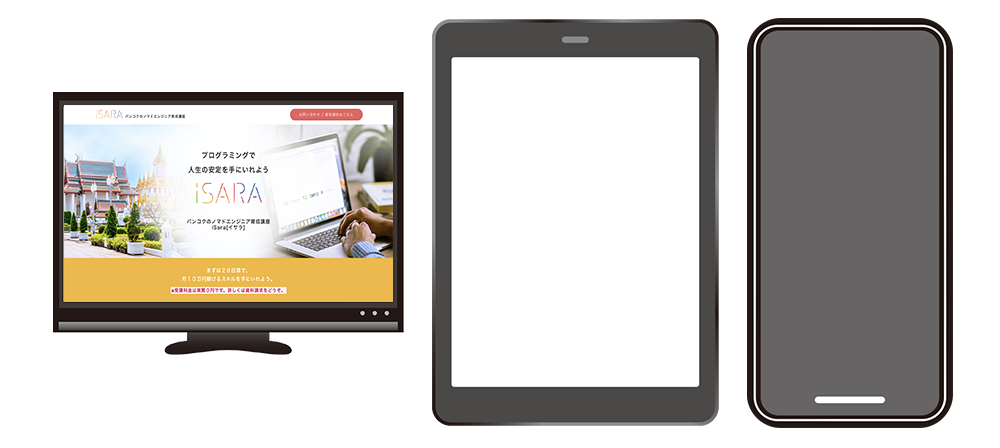 iSARA バンコクのノマドエンジニア育成講座
お問い合わせ / 資料請求はこちら
プログラミングで
人生の安定を手にいれよう
iSARA
バンコクのノマドエンジニア育成講座
iSara[イサラ]
まずは20日間で、
月10万円稼げるスキルを手にいれよう。
※受講料金は実質0円です。詳しくは資料請求をどうぞ。